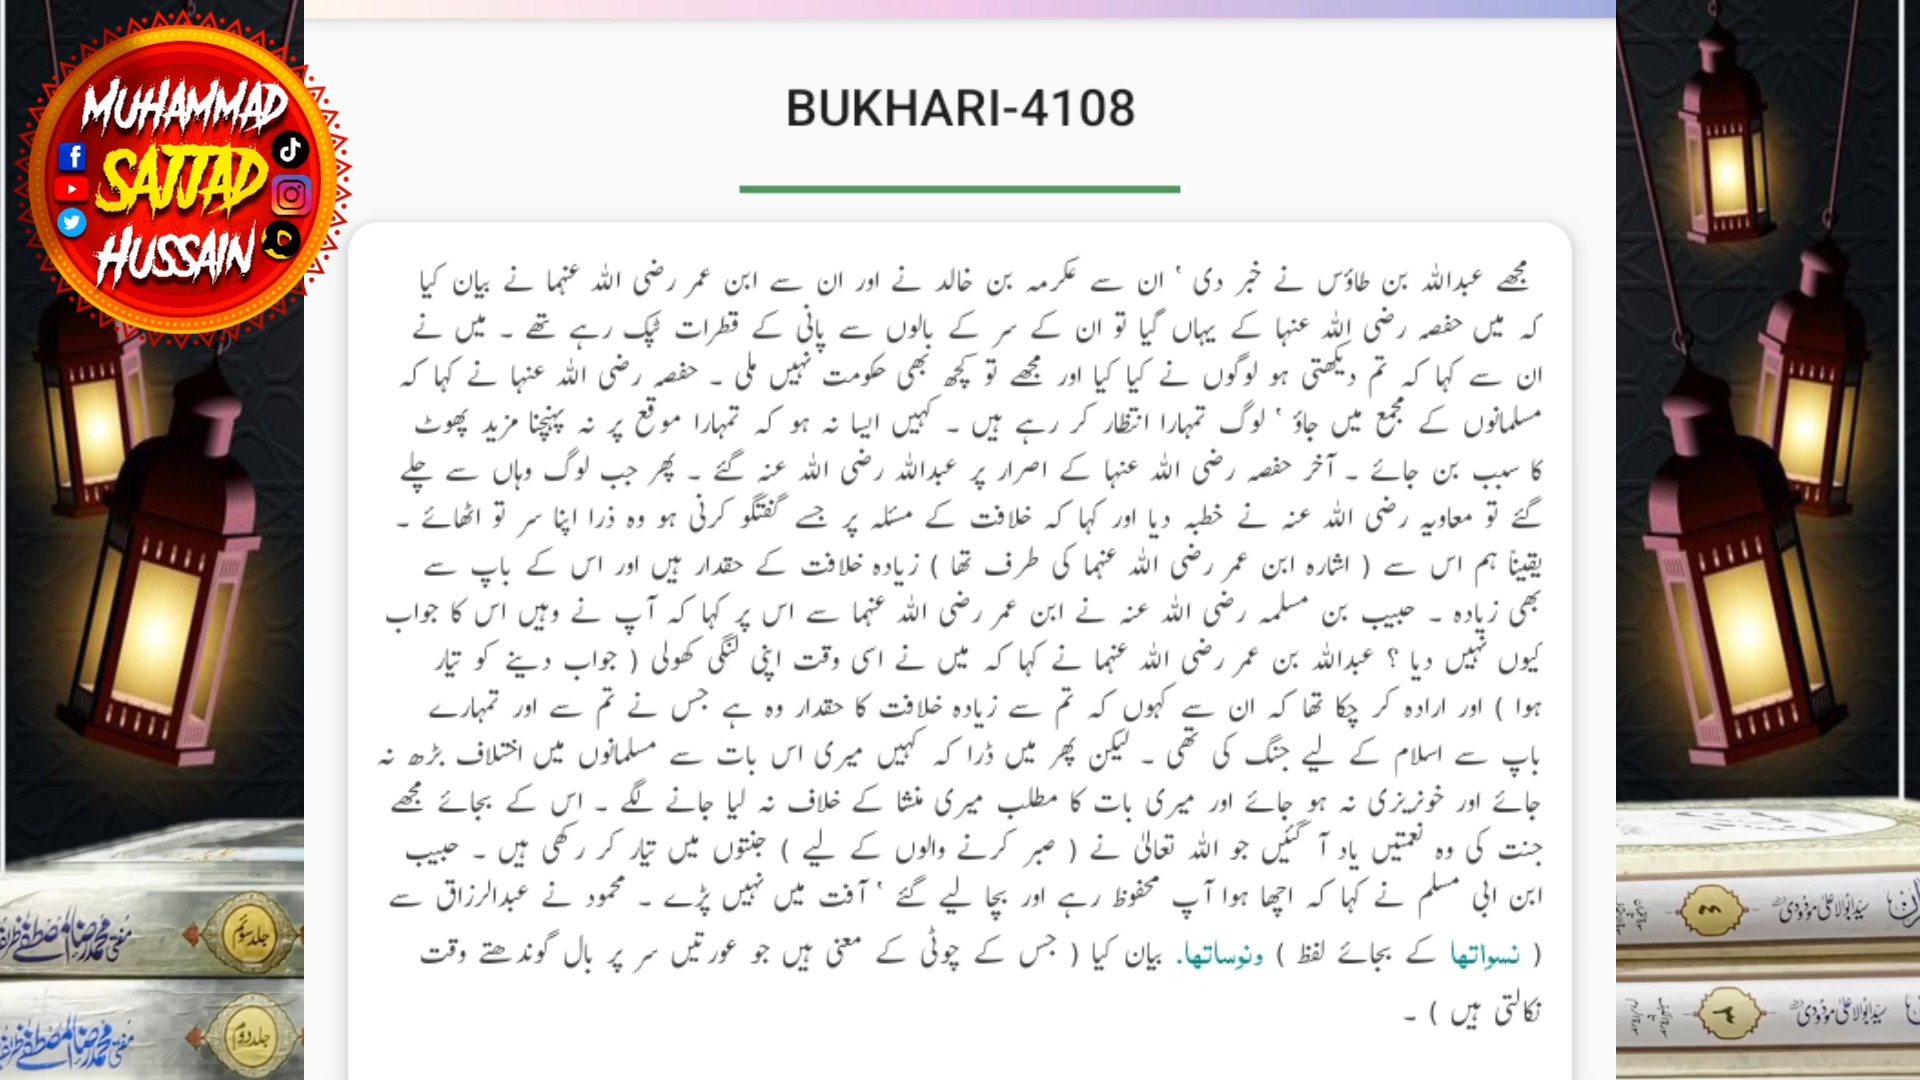 MUHAMMAD
SAJJAD
HUSSAIN
BUKHARI-4108
مجھے عبداللہ بن طاؤس نے خبر دی ‘ ان سے عکرمہ بن خالد نے اور ان سے ابن عمر رضی اللہ عنہما نے بیان کیا
کہ میں حفصہ رضی اللہ عنہا کے یہاں گیا تو ان کے سر کے بالوں سے پانی کے قطرات ٹپک رہے تھے ۔ میں نے
ان سے کہا کہ تم دیکھتی ہو لوگوں نے کیا کیا اور مجھے تو کچھ بھی حکومت نہیں ملی ۔ حفصہ رضی اللہ عنہا نے کہا کہ
مسلمانوں کے مجمع میں جاؤ ‘ لوگ تمہارا انتظار کر رہے ہیں ۔ کہیں ایسا نہ ہو کہ تمہارا موقع پر نہ پہنچنا مزید پھوٹ
کا سبب بن جائے ۔ آخر حفصہ رضی اللہ عنہا کے اصرار پر عبداللہ رضی اللہ عنہ گئے ۔ پھر جب لوگ وہاں سے چلے
گئے تو معاویہ رضی اللہ عنہ نے خطبہ دیا اور کہا کہ خلافت کے مسئلہ پر جسے گفتگو کرنی ہو وہ ذرا اپنا سر تو اٹھائے ۔
یقیناً ہم اس سے ( اشارہ ابن عمر رضی اللہ عنہما کی طرف تھا ) زیادہ خلافت کے حقدار ہیں اور اس کے باپ سے
بھی زیادہ ۔ حبیب بن مسلمہ رضی اللہ عنہ نے ابن عمر رضی اللہ عنہما سے اس پر کہا کہ آپ نے وہیں اس کا جواب
کیوں نہیں دیا ؟ عبداللہ بن عمر رضی اللہ عنہما نے کہا کہ میں نے اسی وقت اپنی لنگی کھولی ( جواب دینے کو تیار
ہوا ) اور ارادہ کر چکا تھا کہ ان سے کہوں کہ تم سے زیادہ خلافت کا حقدار وہ ہے جس نے تم سے اور تمہارے
باپ سے اسلام کے لیے جنگ کی تھی ۔ لیکن پھر میں ڈرا کہ کہیں میری اس بات سے مسلمانوں میں اختلاف بڑھ نہ
جائے اور خونریزی نہ ہو جائے اور میری بات کا مطلب میری منشا کے خلاف نہ لیا جانے لگے ۔ اس کے بجائے مجھے
جنت کی وہ نعمتیں یاد آ گئیں جو اللہ تعالیٰ نے ( صبر کرنے والوں کے لیے ) جنتوں میں تیار کر رکھی ہیں ۔ حبیب
ابن ابی مسلم نے کہا کہ اچھا ہوا آپ محفوظ رہے اور بچا لیے گئے ‘ آفت میں نہیں پڑے ۔ محمود نے عبدالرزاق سے
( نسواتها کے بجائے لفظ ) ونوساتها‏.‏ بیان کیا ( جس کے چوٹی کے معنی ہیں جو عورتیں سر پر بال گوندھتے وقت
نکالتی ہیں ) ۔
جلد سوئم
جلد دوم
سید ابوالاعلیٰ مودودی
٤
سید ابوالاعلیٰ مودودی
٣